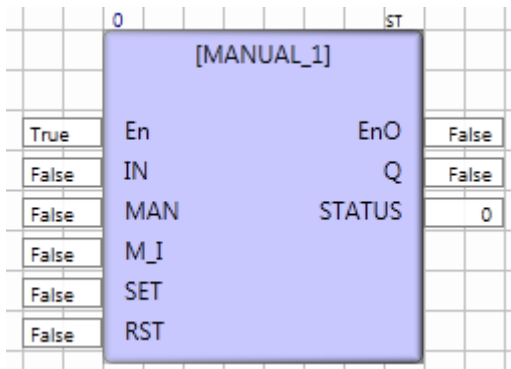 0 ST
[MANUAL_1]
True En EnO False
False IN Q False
False MAN STATUS 0
False M_I
False SET
False RST